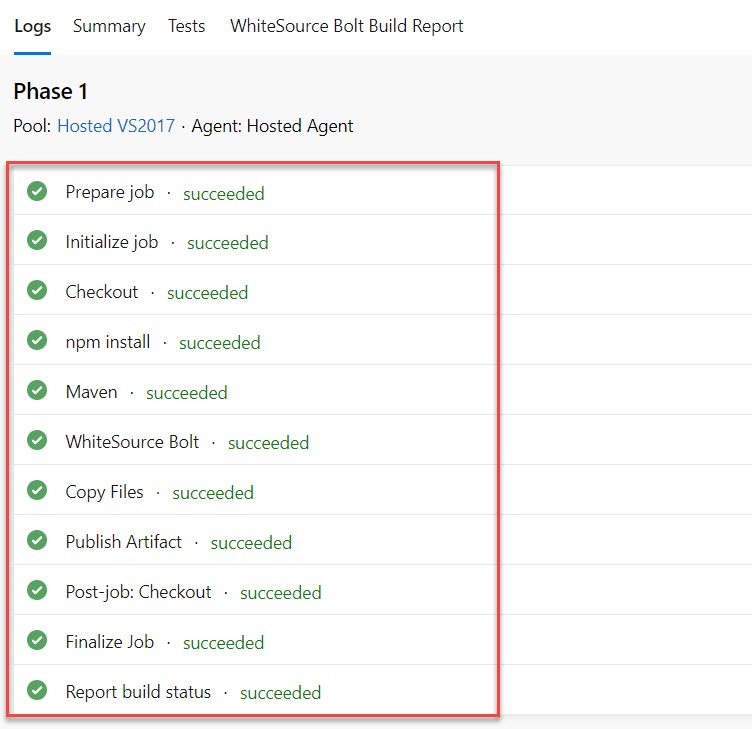 Logs Summary Tests WhiteSource Bolt Build Report
Phase 1
Pool: Hosted VS2017 · Agent: Hosted Agent
Prepare job · succeeded
Initialize job · succeeded
Checkout · succeeded
npm install · succeeded
Maven · succeeded
WhiteSource Bolt · succeeded
Copy Files · succeeded
Publish Artifact · succeeded
Post-job: Checkout · succeeded
Finalize Job · succeeded
Report build status · succeeded